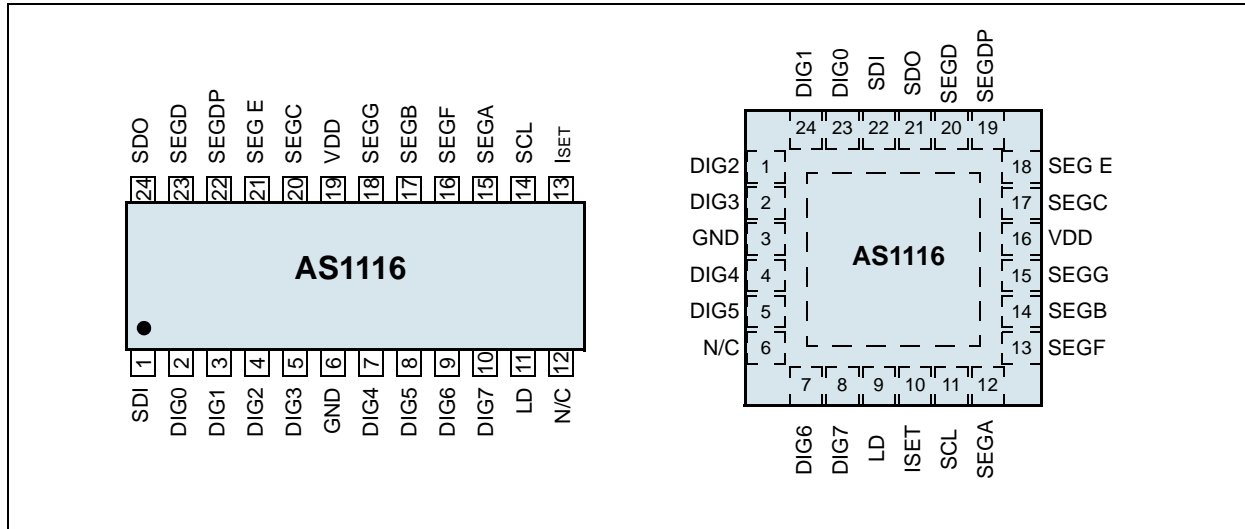 SDO SEGD SEGDP SEG E SEGC VDD SEGG SEGB SEGF SEGA SCL ISET
24 23 22 21 20 19 18 17 16 15 14 13
AS1116
1 2 3 4 5 6 7 8 9 10 11 12
SDI DIG0 DIG1 DIG2 DIG3 GND DIG4 DIG5 DIG6 DIG7 LD N/C
DIG1 DIG0 SDI SDO SEGD SEGDP
24 23 22 21 20 19
DIG2 1 18 SEG E
DIG3 2 17 SEGC
GND 3 16 VDD
AS1116
DIG4 4 15 SEGG
DIG5 5 14 SEGB
N/C 6 13 SEGF
7 8 9 10 11 12
DIG6 DIG7 LD ISET SCL SEGA